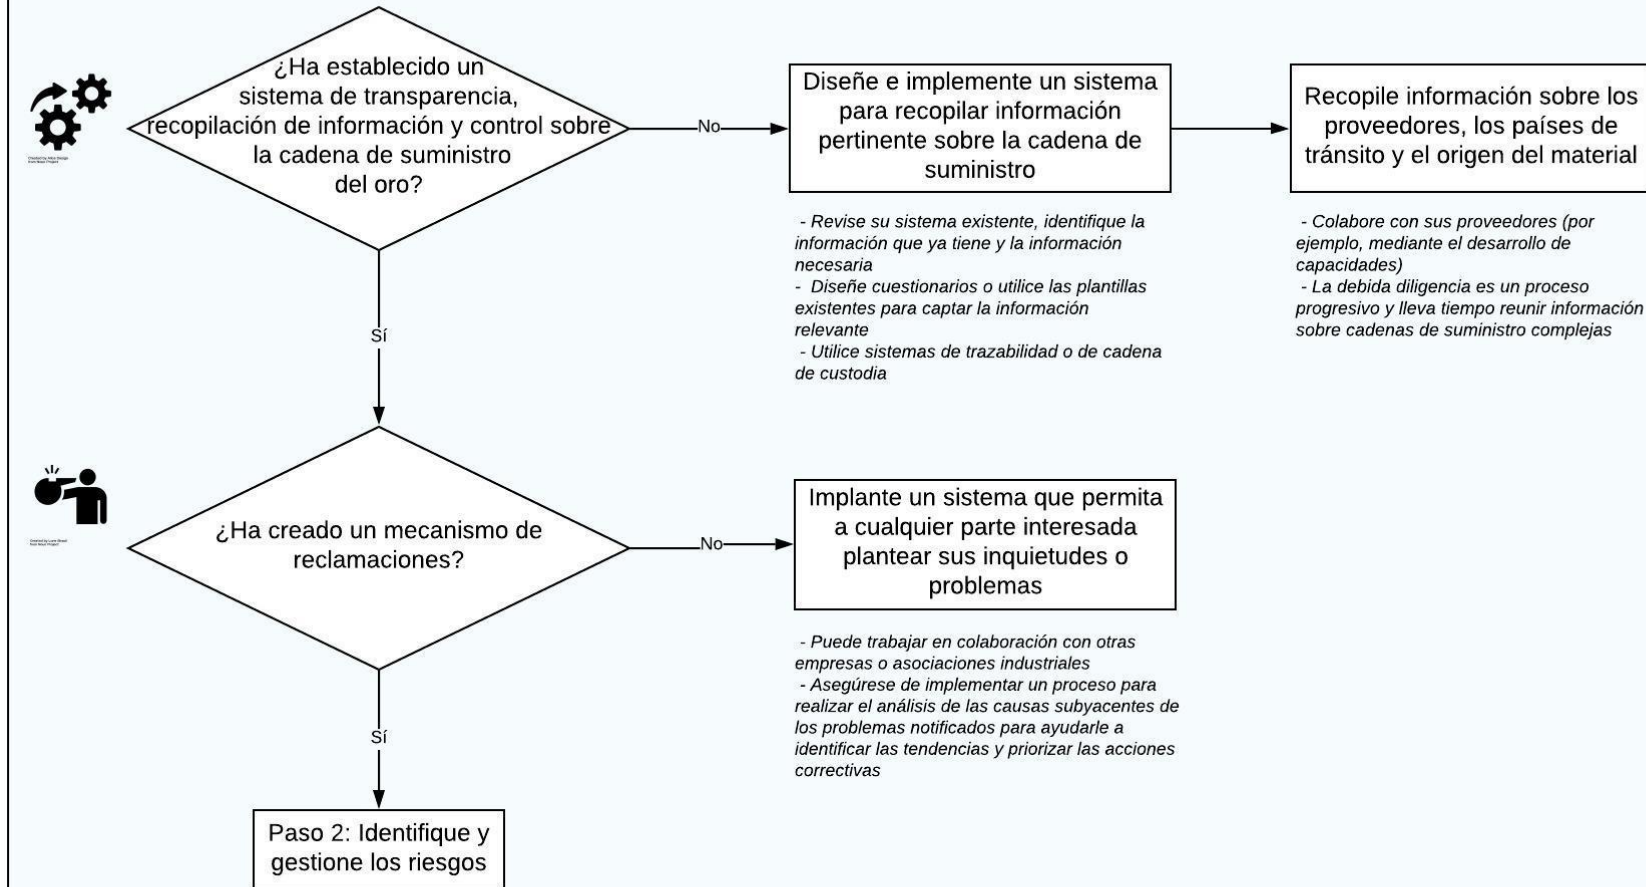 ¿Ha establecido un
sistema de transparencia,
recopilación de información y control sobre
la cadena de suministro
del oro?
No
Diseñe e implemente un sistema
para recopilar información
pertinente sobre la cadena de
suministro
Recopile información sobre los
proveedores, los países de
tránsito y el origen del material
- Revise su sistema existente, identifique la
información que ya tiene y la información
necesaria
- Diseñe cuestionarios o utilice las plantillas
existentes para captar la información
relevante
- Utilice sistemas de trazabilidad o de cadena
de custodia
- Colabore con sus proveedores (por
ejemplo, mediante el desarrollo de
capacidades)
- La debida diligencia es un proceso
progresivo y lleva tiempo reunir información
sobre cadenas de suministro complejas
Sí
¿Ha creado un mecanismo de
reclamaciones?
No
Implante un sistema que permita
a cualquier parte interesada
plantear sus inquietudes o
problemas
- Puede trabajar en colaboración con otras
empresas o asociaciones industriales
- Asegúrese de implementar un proceso para
realizar el análisis de las causas subyacentes de
los problemas notificados para ayudarle a
identificar las tendencias y priorizar las acciones
correctivas
Sí
Paso 2: Identifique y
gestione los riesgos